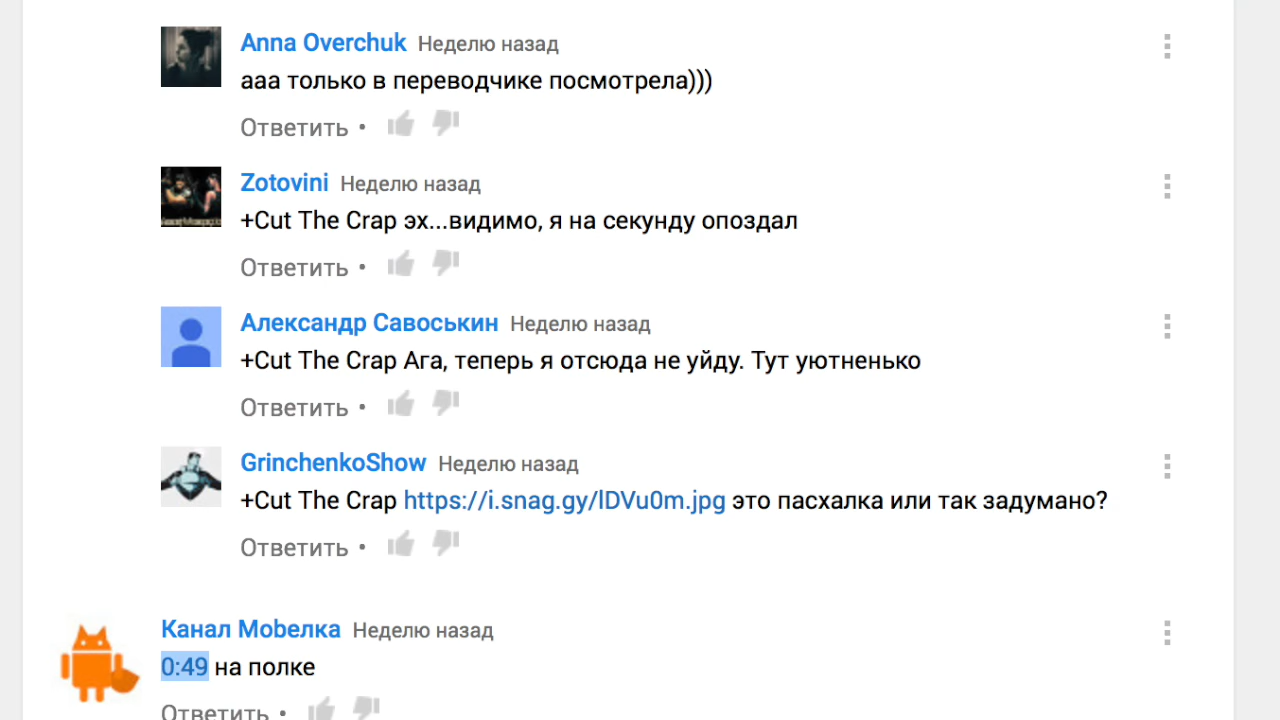 Anna Overchuk Неделю назад
ааа только в переводчике посмотрела)))
Ответить •
Zotovini Неделю назад
+Cut The Crap эх...видимо, я на секунду опоздал
Ответить •
Александр Савоськин Неделю назад
+Cut The Crap Ага, теперь я отсюда не уйду. Тут уютненько
Ответить •
GrinchenkoShow Неделю назад
+Cut The Crap https://i.snag.gy/lDVu0m.jpg это пасхалка или так задумано?
Ответить •
Канал Мобелка Неделю назад
0:49 на полке
Ответить •